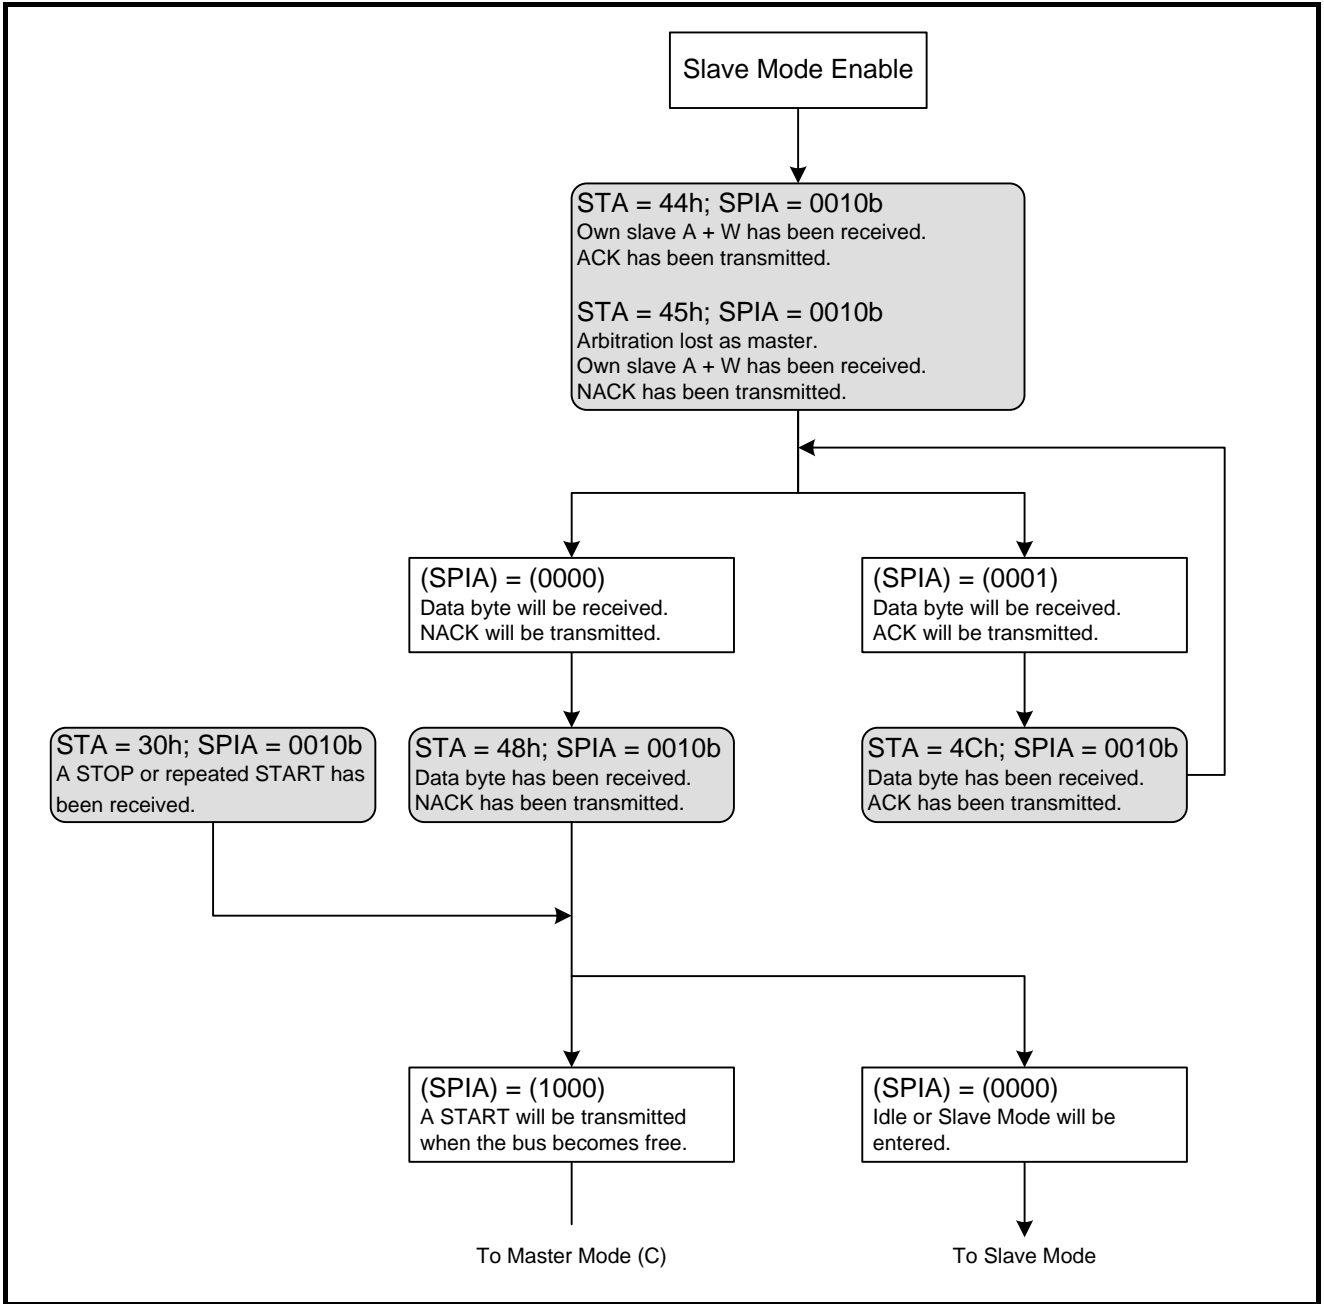 Slave Mode Enable
STA = 44h; SPIA = 0010b
Own slave A + W has been received.
ACK has been transmitted.
STA = 45h; SPIA = 0010b
Arbitration lost as master.
Own slave A + W has been received.
NACK has been transmitted.
(SPIA) = (0000)
Data byte will be received.
NACK will be transmitted.
(SPIA) = (0001)
Data byte will be received.
ACK will be transmitted.
STA = 30h; SPIA = 0010b
A STOP or repeated START has
been received.
STA = 48h; SPIA = 0010b
Data byte has been received.
NACK has been transmitted.
STA = 4Ch; SPIA = 0010b
Data byte has been received.
ACK has been transmitted.
(SPIA) = (1000)
A START will be transmitted
when the bus becomes free.
(SPIA) = (0000)
Idle or Slave Mode will be
entered.
To Master Mode (C)
To Slave Mode